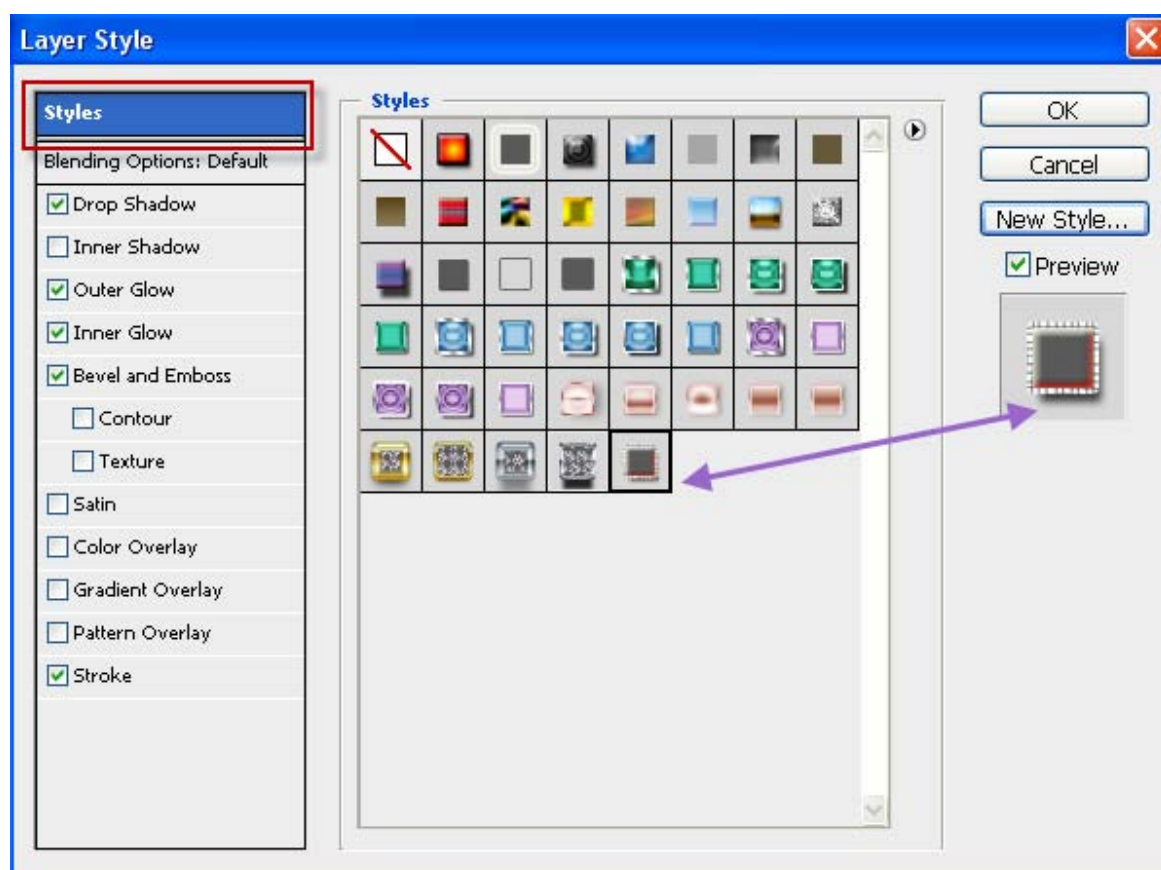 Layer Style
Styles
Blending Options: Default
Drop Shadow
Inner Shadow
Outer Glow
Inner Glow
Bevel and Emboss
Contour
Texture
Satin
Color Overlay
Gradient Overlay
Pattern Overlay
Stroke
Styles
OK
Cancel
New Style...
Preview